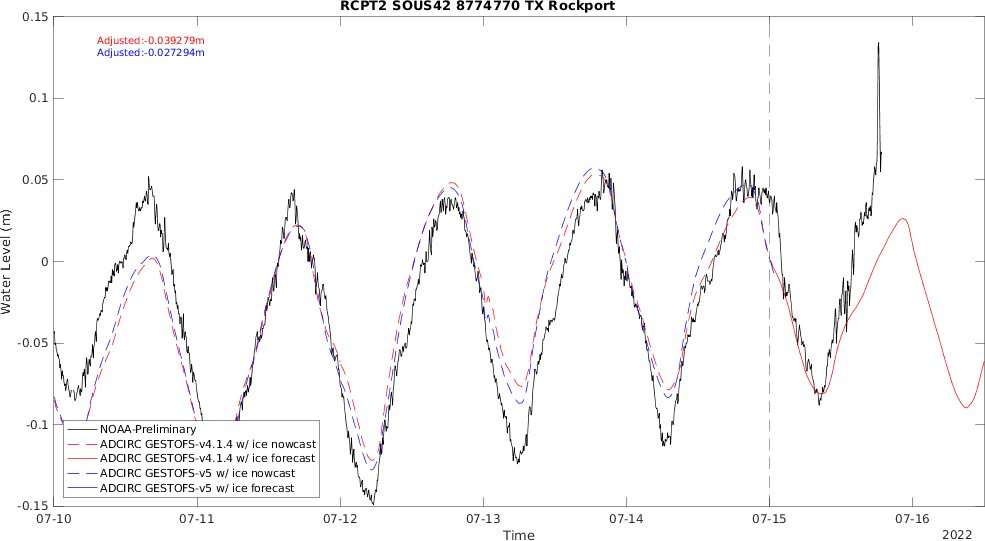 RCPT2 SOUS42 8774770 TX Rockport
0.15
Adjusted:-0.039279m
Adjusted:-0.027294m
0.1
0.05
0
-0.05
-0.1
-0.15
Water Level (m)
NOAA-Preliminary
ADCIRC GESTOFS-v4.1.4 w/ ice nowcast
ADCIRC GESTOFS-v4.1.4 w/ ice forecast
ADCIRC GESTOFS-v5 w/ ice nowcast
ADCIRC GESTOFS-v5 w/ ice forecast
07-10 07-11 07-12 07-13 07-14 07-15 07-16
Time
2022